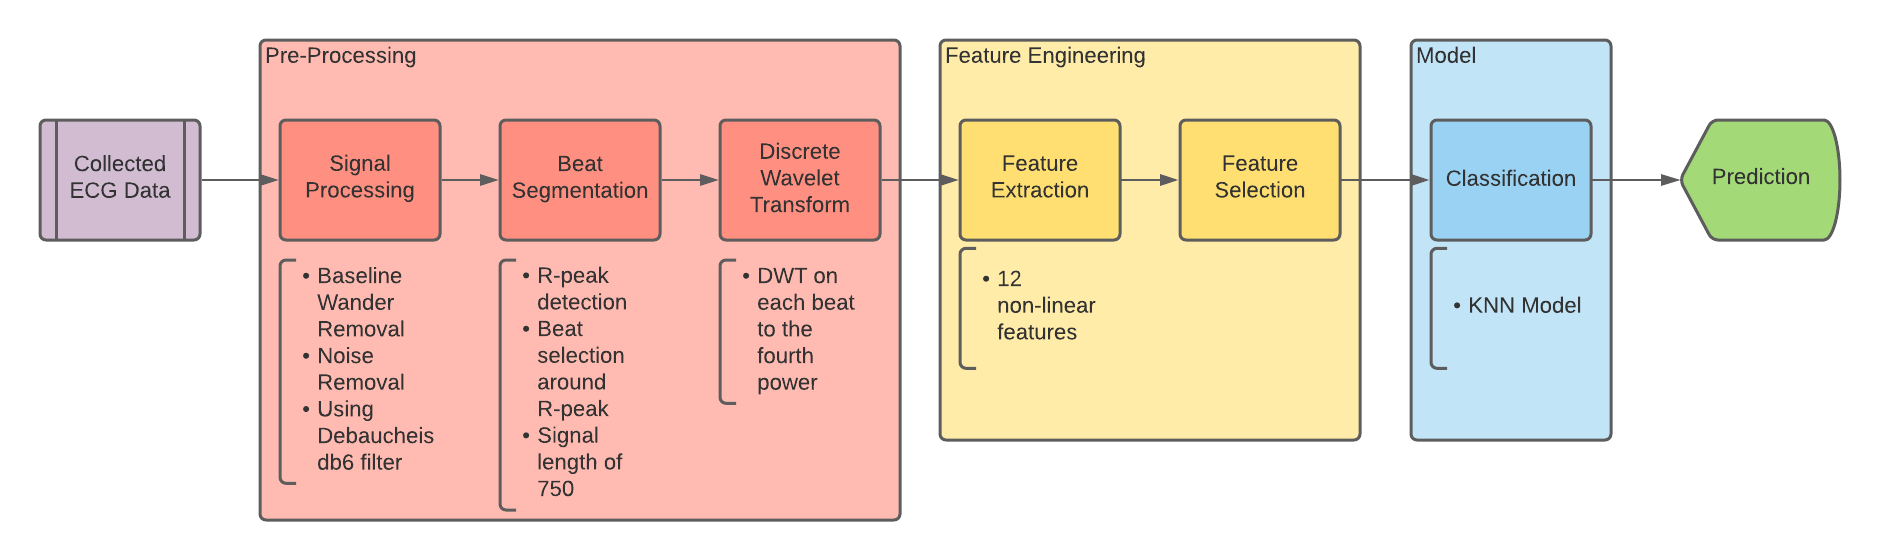 Pre-Processing
Feature Engineering
Model
Collected
ECG Data
Signal
Processing
Beat
Segmentation
Discrete
Wavelet
Transform
Feature
Extraction
Feature
Selection
Classification
Prediction
• Baseline
Wander
Removal
• Noise
Removal
• Using
Debaucheis
db6 filter
• R-peak
detection
• Beat
selection
around
R-peak
• Signal
length of
750
• DWT on
each beat
to the
fourth
power
• 12
non-linear
features
• KNN Model